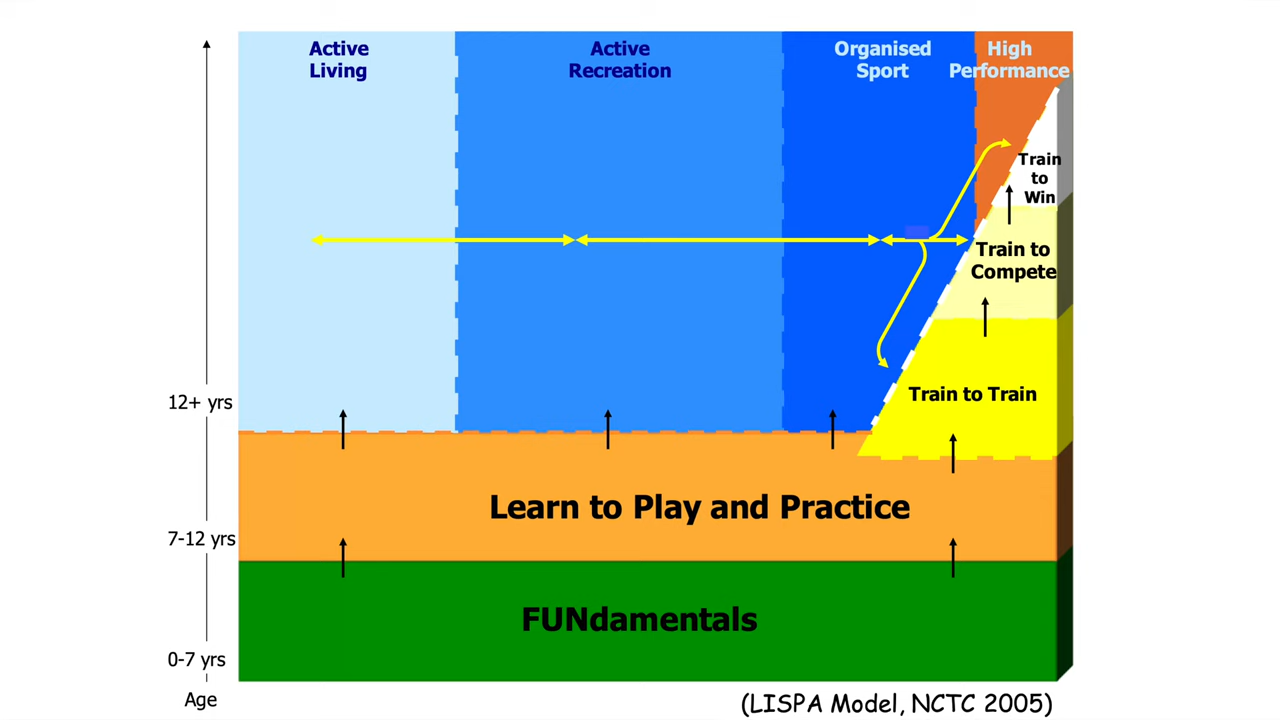 Active
Living
Active
Recreation
Organised
Sport
High
Performance
Train
to
Win
Train to
Compete
Train to Train
12+ yrs
Learn to Play and Practice
7-12 yrs
FUNdamentals
0-7 yrs
Age
(LISPA Model, NCTC 2005)